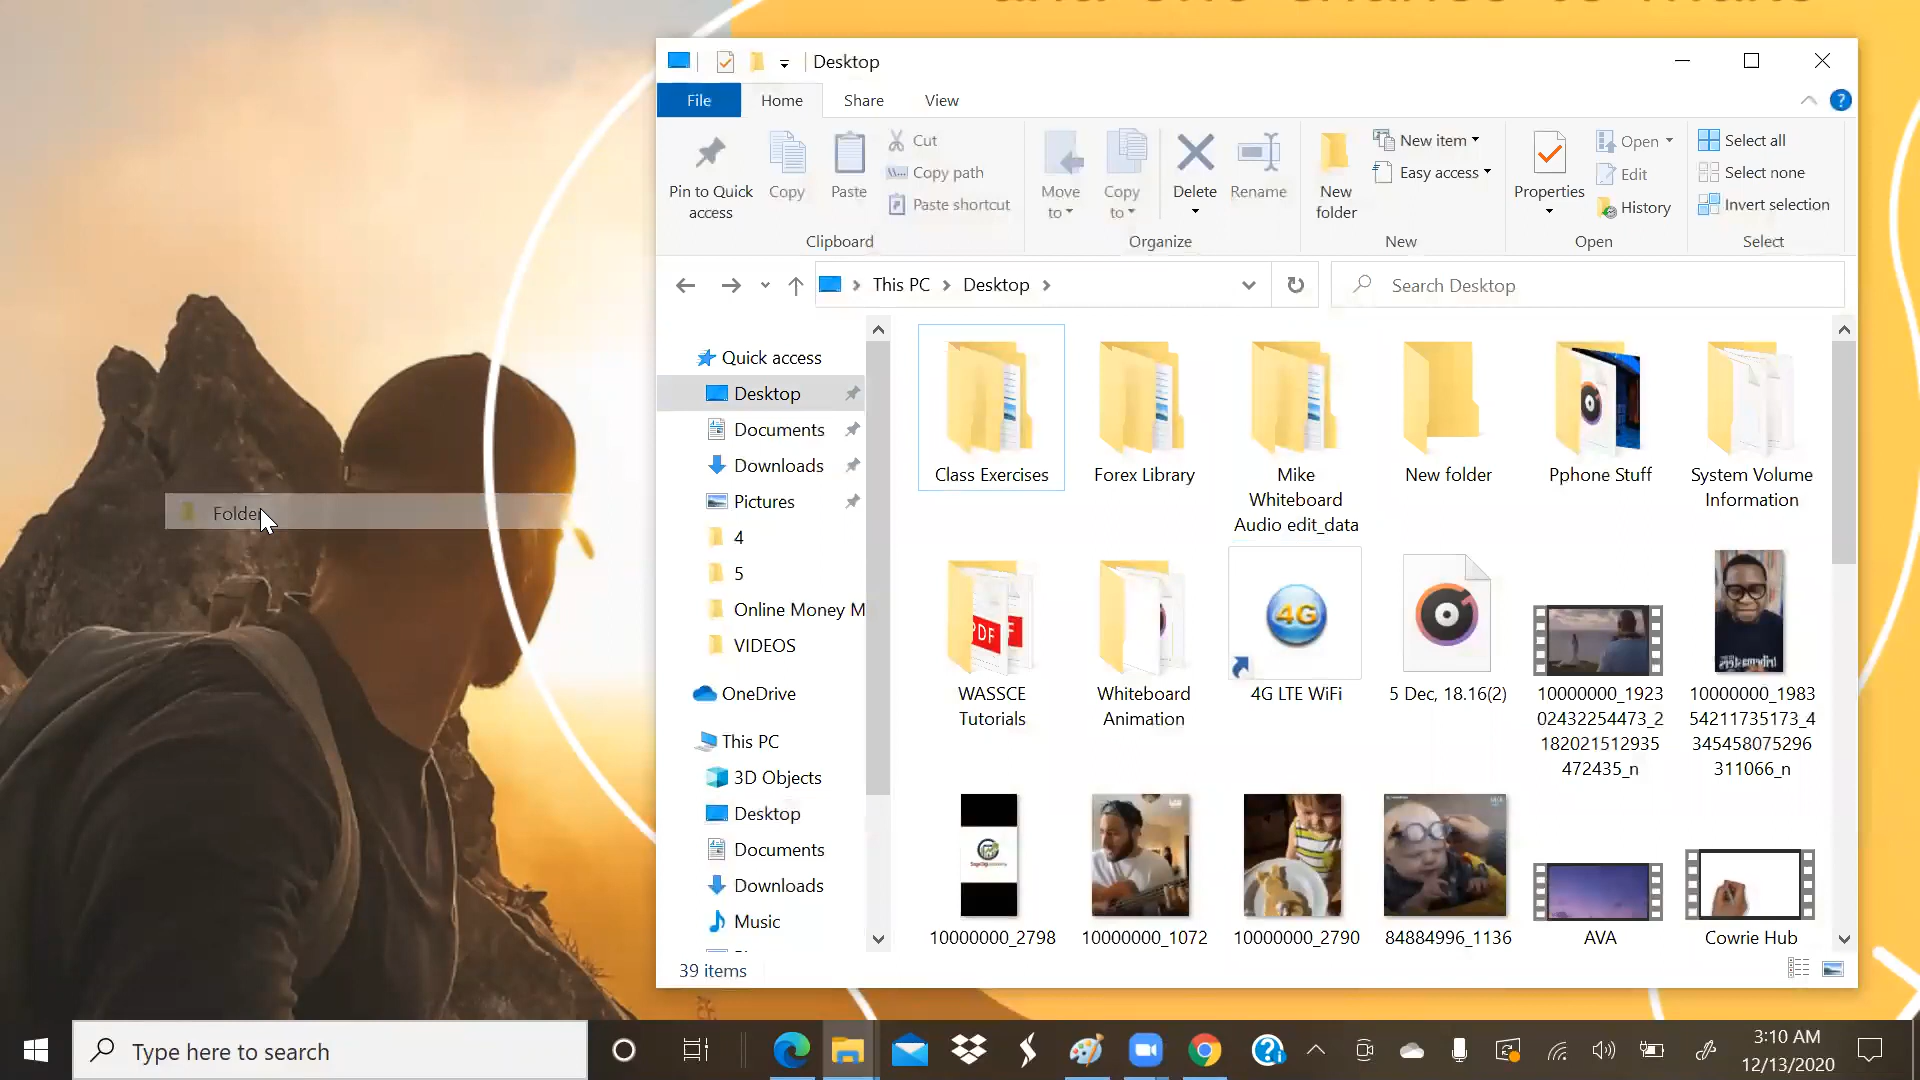 Desktop
File
Home
Share
View
Pin to Quick
access
Copy
Paste
Cut
Copy path
Paste shortcut
Clipboard
Move
to
Copy
to
Delete
Rename
Organize
New
folder
New item
Easy access
New
Properties
Open
Edit
History
Open
Select all
Select none
Invert selection
Select
This PC
Desktop
Search Desktop
Quick access
Desktop
Documents
Downloads
Pictures
4
5
Online Money M
VIDEOS
OneDrive
This PC
3D Objects
Desktop
Documents
Downloads
Music
Class Exercises
Forex Library
Mike
Whiteboard
Audio edit_data
New folder
Pphone Stuff
System Volume
Information
PDF
WASSCE
Tutorials
Whiteboard
Animation
4G
4G LTE WiFi
5 Dec, 18.16(2)
10000000_1923
02432254473_2
182021512935
472435_n
10000000_1983
54211735173_4
345458075296
311066_n
10000000_2798
10000000_1072
10000000_2790
84884996_1136
AVA
Cowrie Hub
39 items
Folder
Type here to search
3:10 AM
12/13/2020